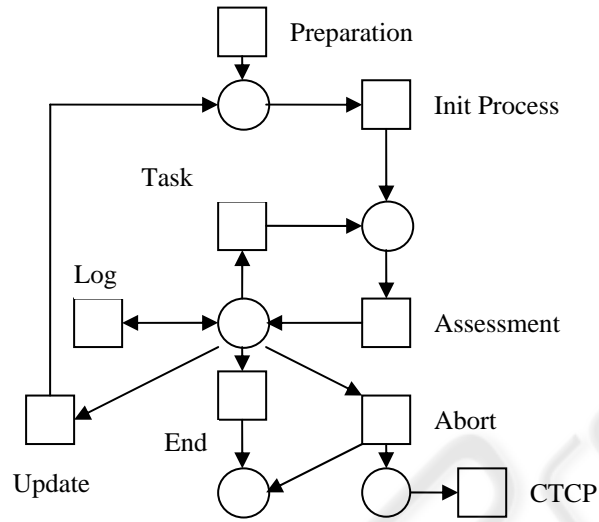 Preparation
Init Process
Task
Log
Assessment
Abort
End
Update
CTCP